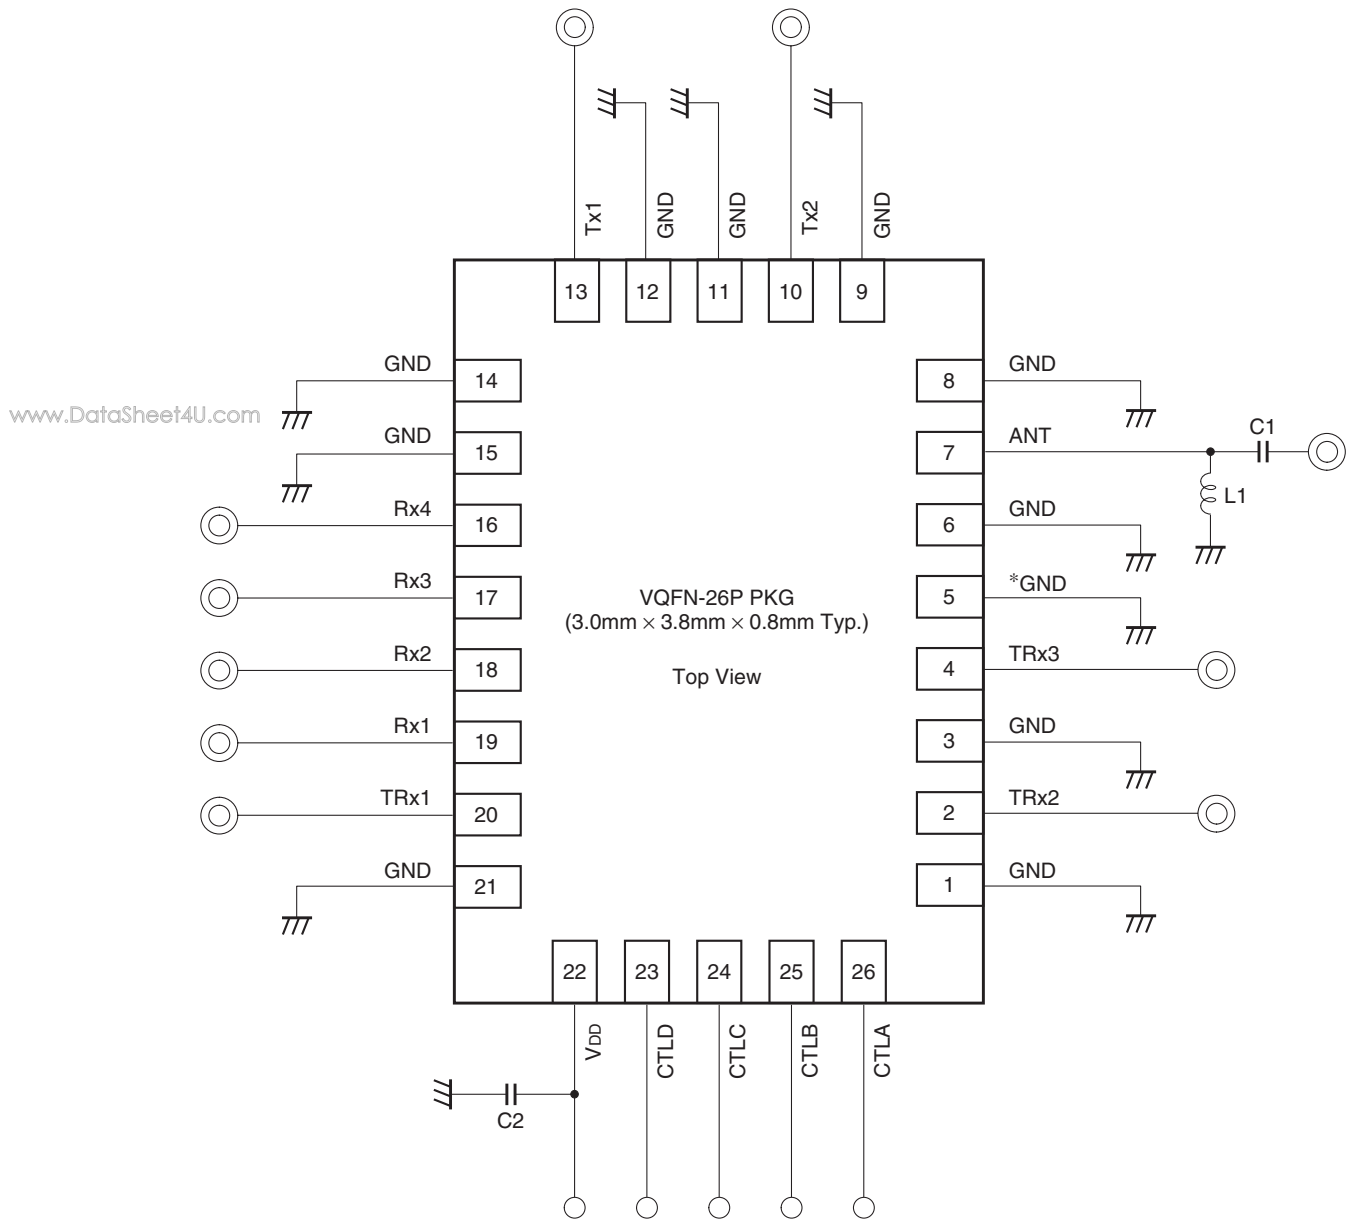 Tx1
GND
GND
Tx2
GND
13
12
11
10
9
GND
14
8
GND
www.DataSheet4U.com
GND
15
7
ANT
C1
L1
Rx4
16
6
GND
Rx3
17
5
*GND
VQFN-26P PKG
(3.0mm × 3.8mm × 0.8mm Typ.)
Top View
Rx2
18
4
TRx3
Rx1
19
3
GND
TRx1
20
2
TRx2
GND
21
1
GND
22
23
24
25
26
VDD
CTLD
CTLC
CTLB
CTLA
C2